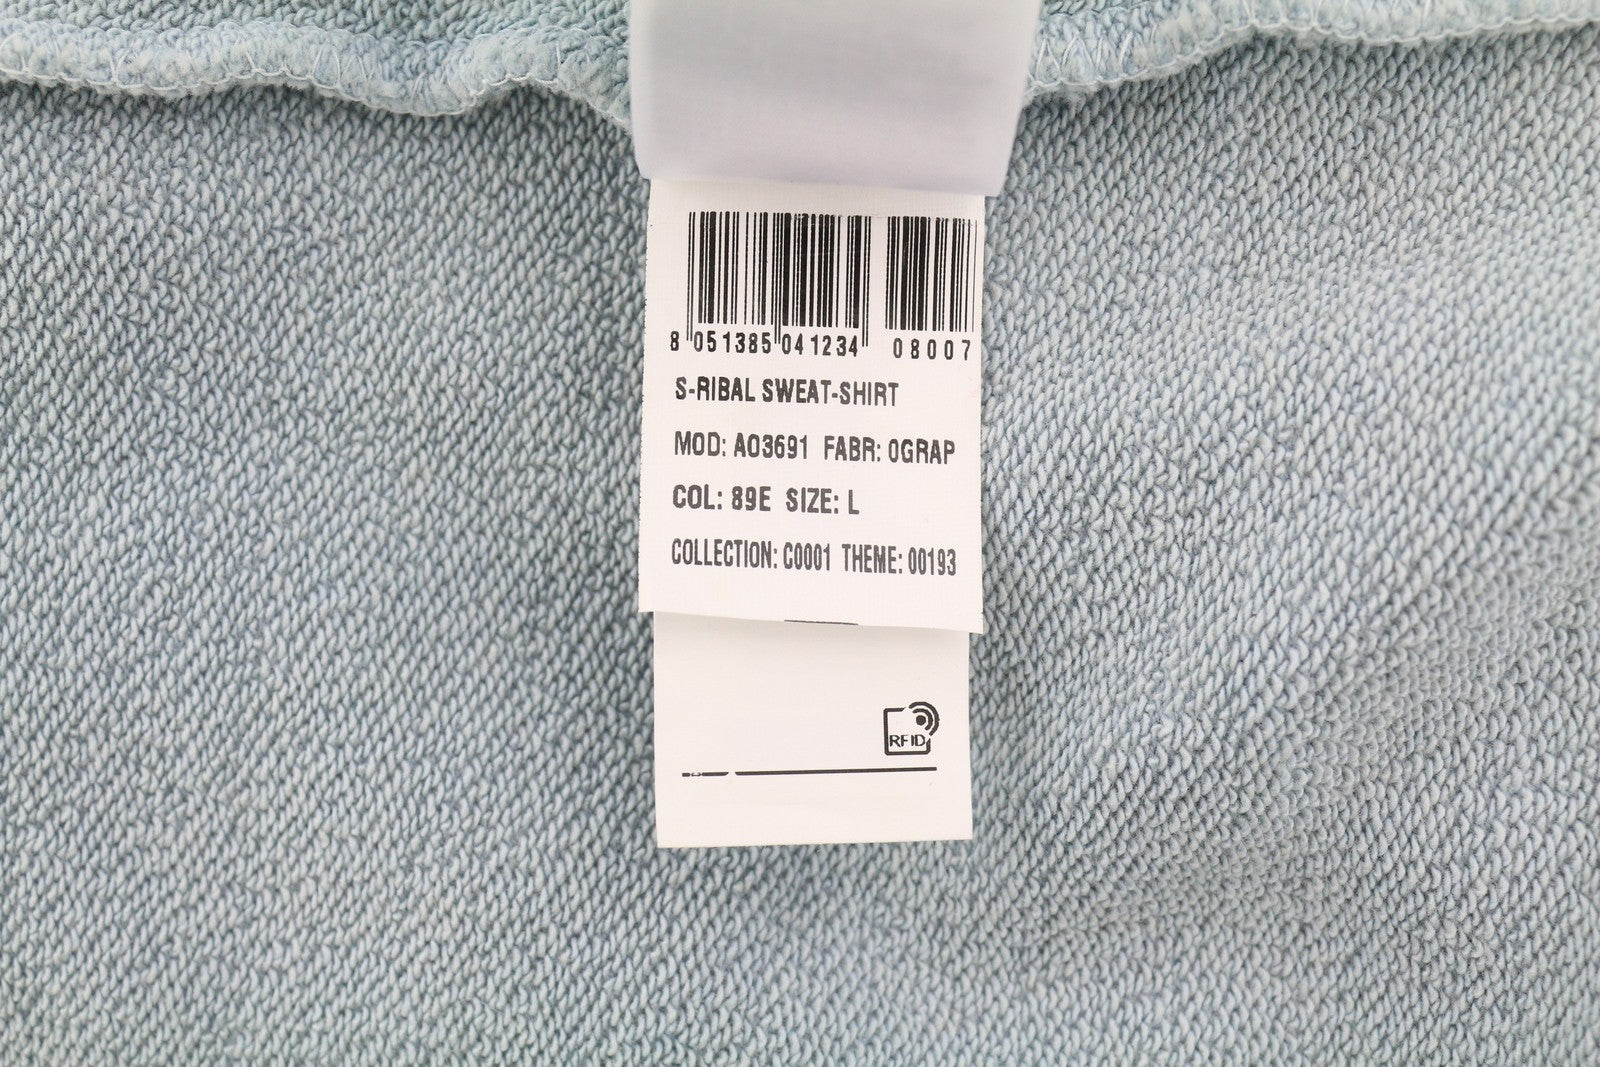 8 051385 041234 08007
S-RIBAL SWEAT-SHIRT
MOD: A03691 FABR: 0GRAP
COL: 89E SIZE: L
COLLECTION: C0001 THEME: 00193
RFID